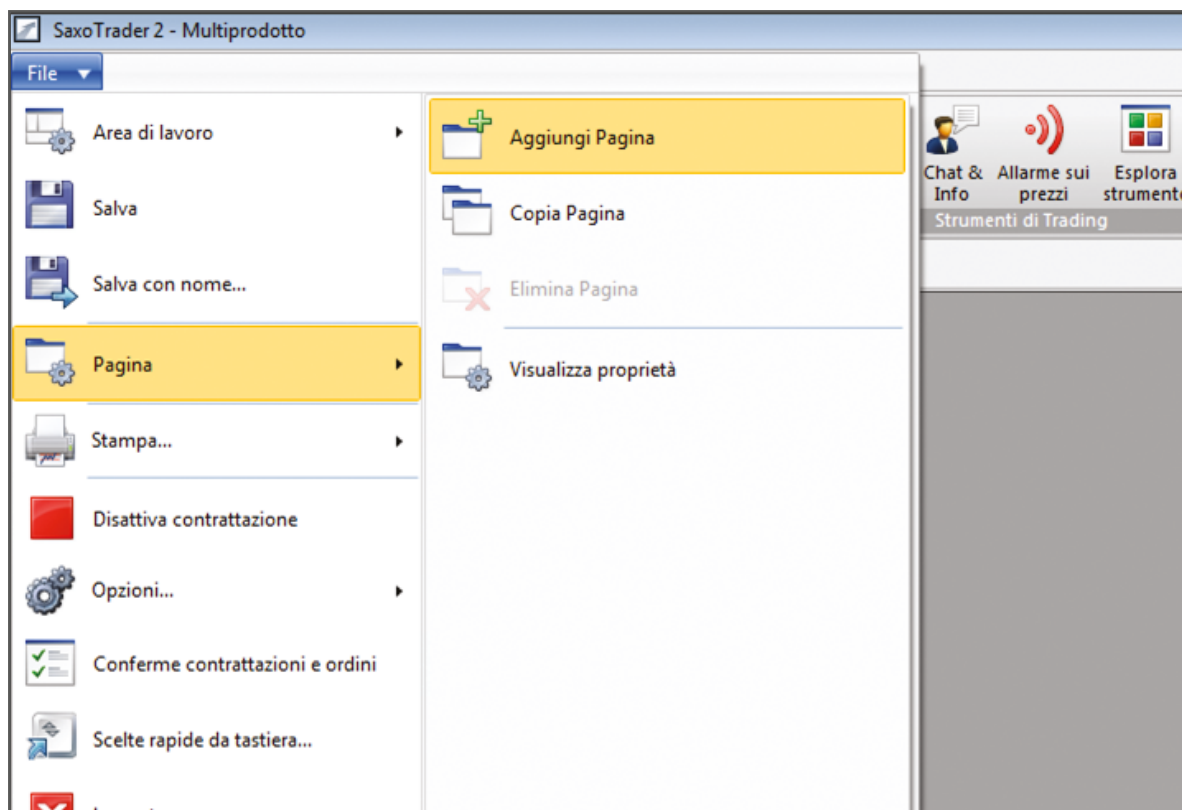 SaxoTrader 2 - Multiprodotto
File
Area di lavoro
Salva
Salva con nome...
Pagina
Stampa...
Disattiva contrattazione
Opzioni...
Conferme contrattazioni e ordini
Scelte rapide da tastiera...
Aggiungi Pagina
Copia Pagina
Elimina Pagina
Visualizza proprietà
Chat &
Info
Allarme sui
prezzi
Esplora
Strumenti di Trading